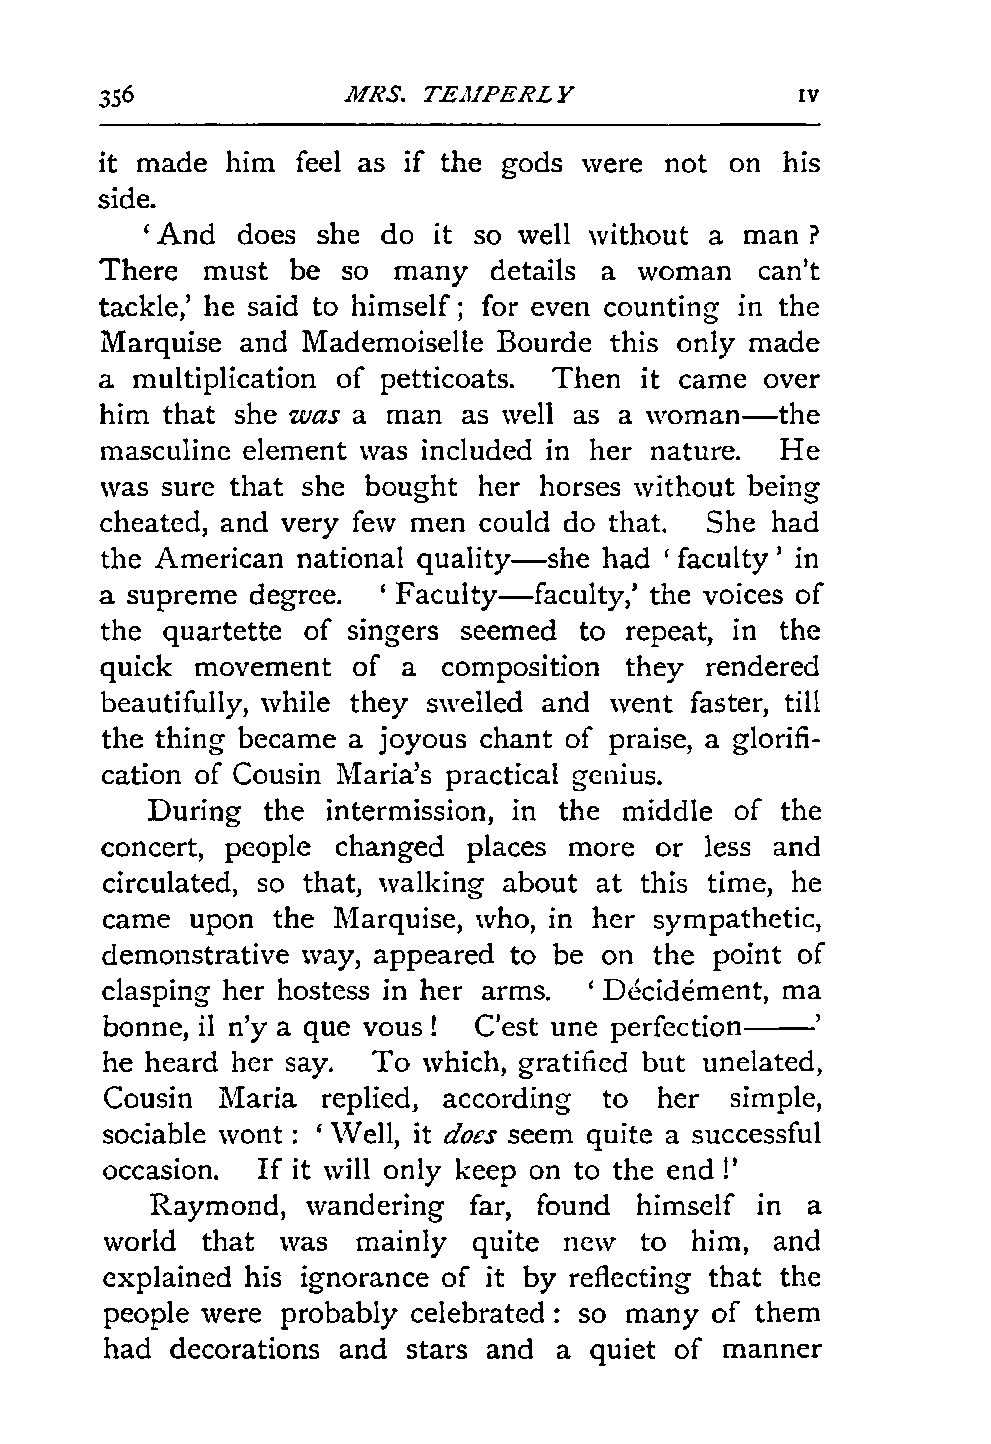 356 MRS. TEMPERLY IV
it made him feel as if the gods were not on his
side.
‘And does she do it so well without a man?
There must be so many details a woman can't
tackle,’ he said to himself; for even counting in the
Marquise and Mademoiselle Bourde this only made
a multiplication of petticoats. Then it came over
him that she was a man as well as a woman—the
masculine element was included in her nature. He
was sure that she bought her horses without being
cheated, and very few men could do that. She had
the American national quality—she had ‘faculty’ in
a supreme degree. ‘Faculty—faculty,’ the voices of
the quartette of singers seemed to repeat, in the
quick movement of a composition they rendered
beautifully, while they swelled and went faster, till
the thing became a joyous chant of praise, a glorifi-
cation of Cousin Maria’s practical genius.
During the intermission, in the middle of the
concert, people changed places more or less and
circulated, so that, walking about at this time, he
came upon the Marquise, who, in her sympathetic,
demonstrative way, appeared to be on the point of
clasping her hostess in her arms. ‘Décidément, ma
bonne, il n’y a que vous! C’est une perfection——’
he heard her say. To which, gratified but unelated,
Cousin Maria replied, according to her simple,
sociable wont: ‘Well, it does seem quite a successful
occasion. If it will only keep on to the end!’
Raymond, wandering far, found himself in a
world that was mainly quite new to him, and
explained his ignorance of it by reflecting that the
people were probably celebrated: so many of them
had decorations and stars and a quiet of manner